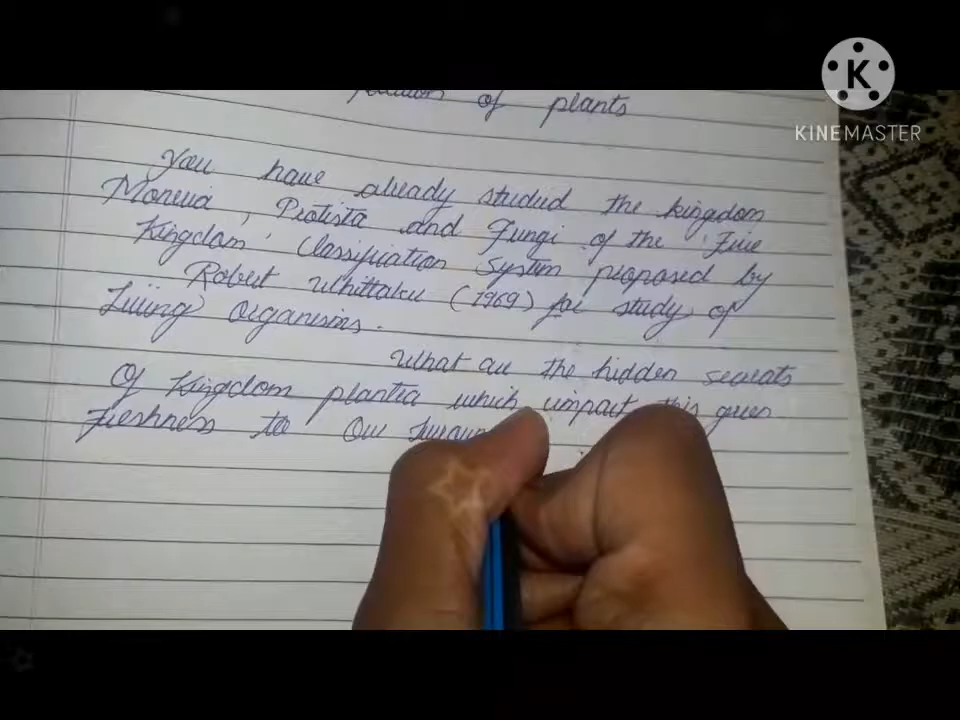 of plants
KINEMASTER
You have already studied the kingdom
Monera, Protista and Fungi of the Five
Kingdom Classification System proposed by
Robert Whittaker (1969) for study of
Living Organisms.
What are the hidden secrets
Of Kingdom plantia which impact this green
freshness to Our